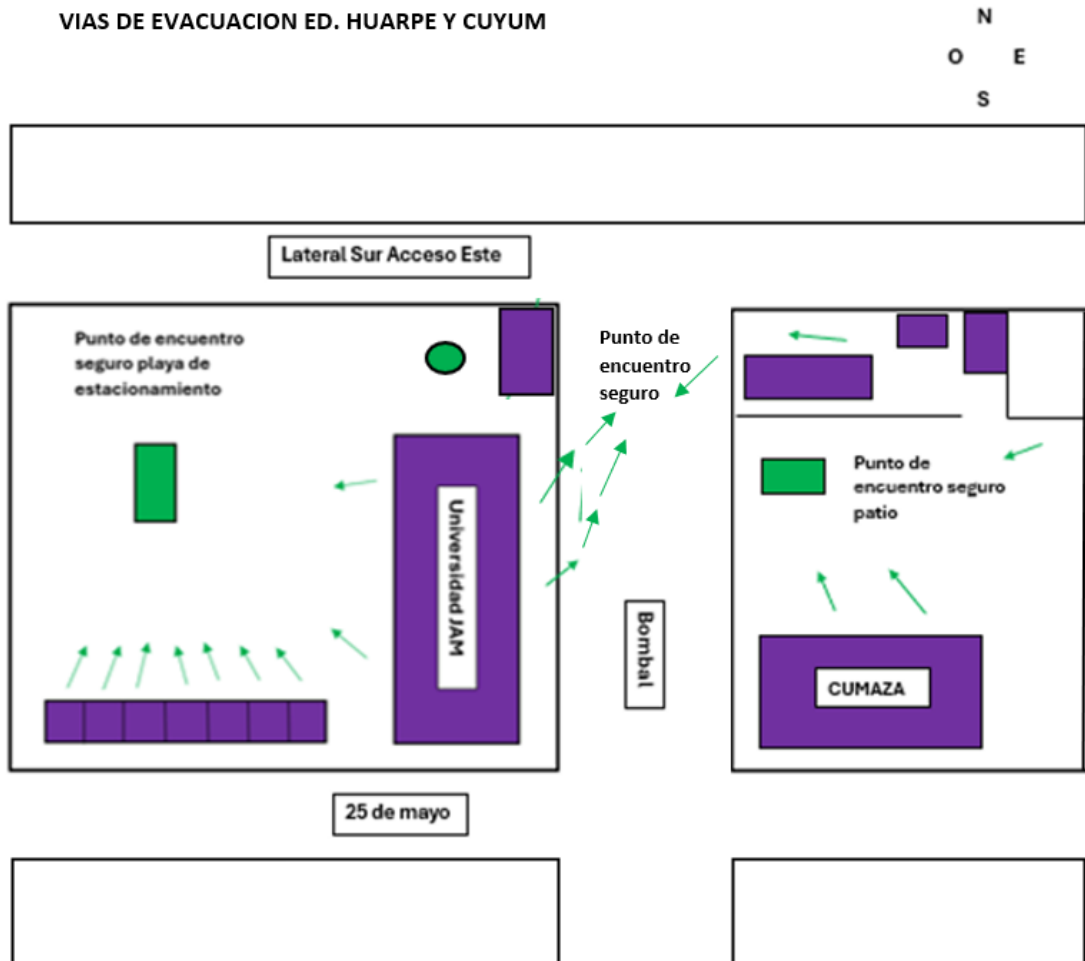 VIAS DE EVACUACION ED. HUARPE Y CUYUM
N
O E
S
Lateral Sur Acceso Este
Punto de encuentro
seguro playa de
estacionamiento
Punto de
encuentro
seguro
Punto de
encuentro seguro
patio
Universidad JAM
Bombal
CUMAZA
25 de mayo